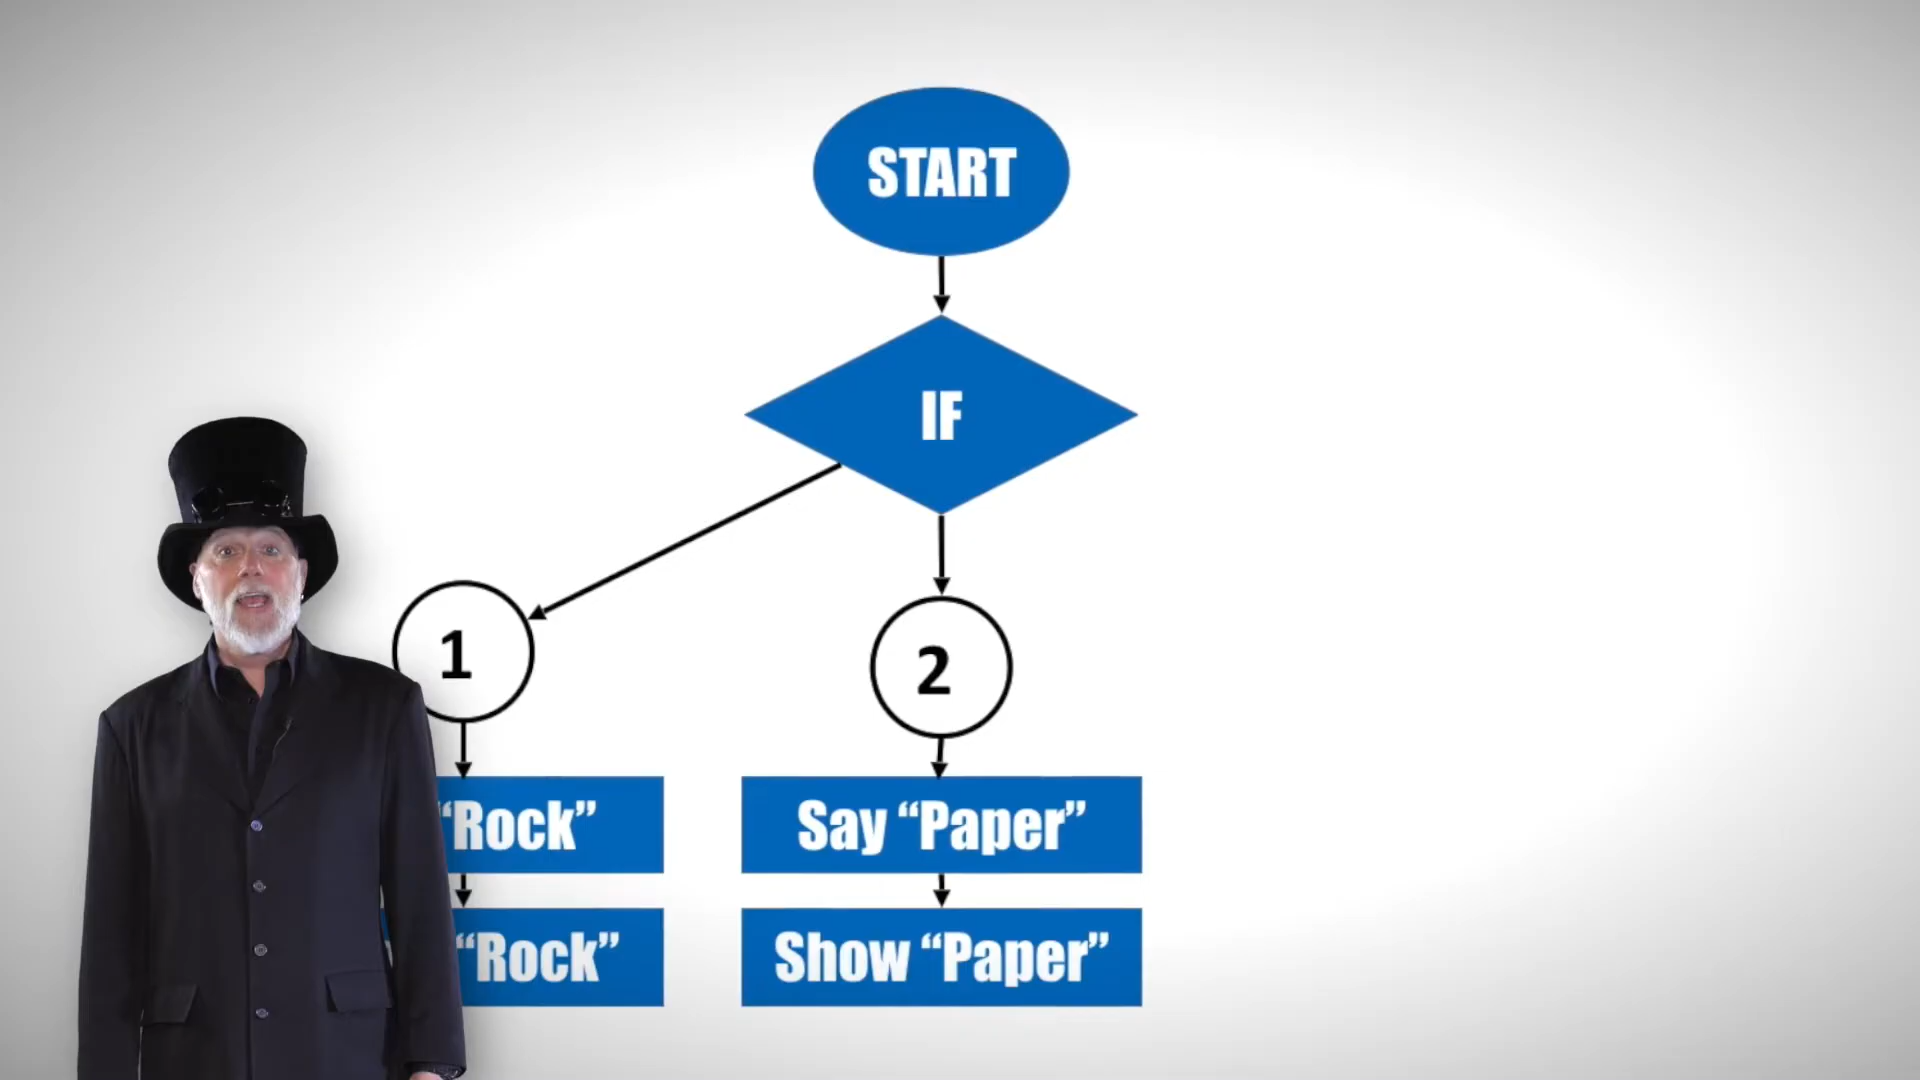 START
IF
1
2
“Rock”
Say “Paper”
“Rock”
Show “Paper”